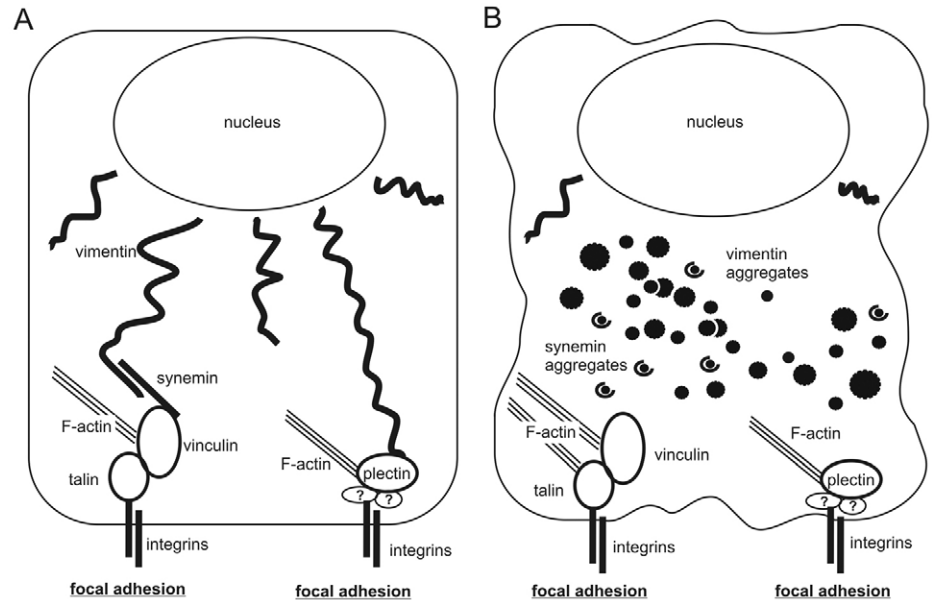 A
nucleus
vimentin
synemin
F-actin
vinculin
F-actin
talin
plectin
?
?
integrins
integrins
focal adhesion
focal adhesion
B
nucleus
vimentin
aggregates
synemin
aggregates
F-actin
F-actin
vinculin
talin
plectin
?
?
integrins
integrins
focal adhesion
focal adhesion